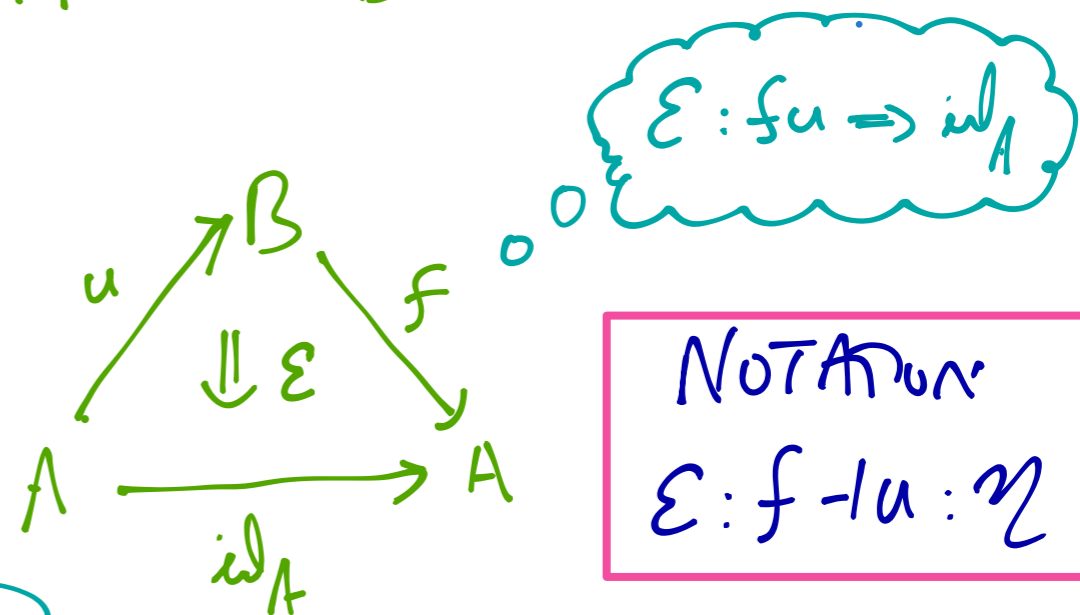 ε : fu ⇒ id_A
B
u
f
⇓ ε
A
A
id_A
NOTATION
ε : f ⊣ u : η